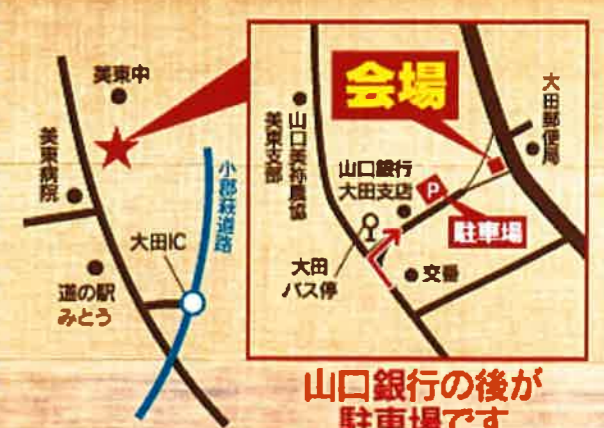 美東中
美東病院
小郡萩道路
大田IC
道の駅
みとう
会場
大田郵便局
山口美祢農協
美東支部
山口銀行
大田支店
P
駐車場
大田
バス停
交番
山口銀行の後が
駐車場です